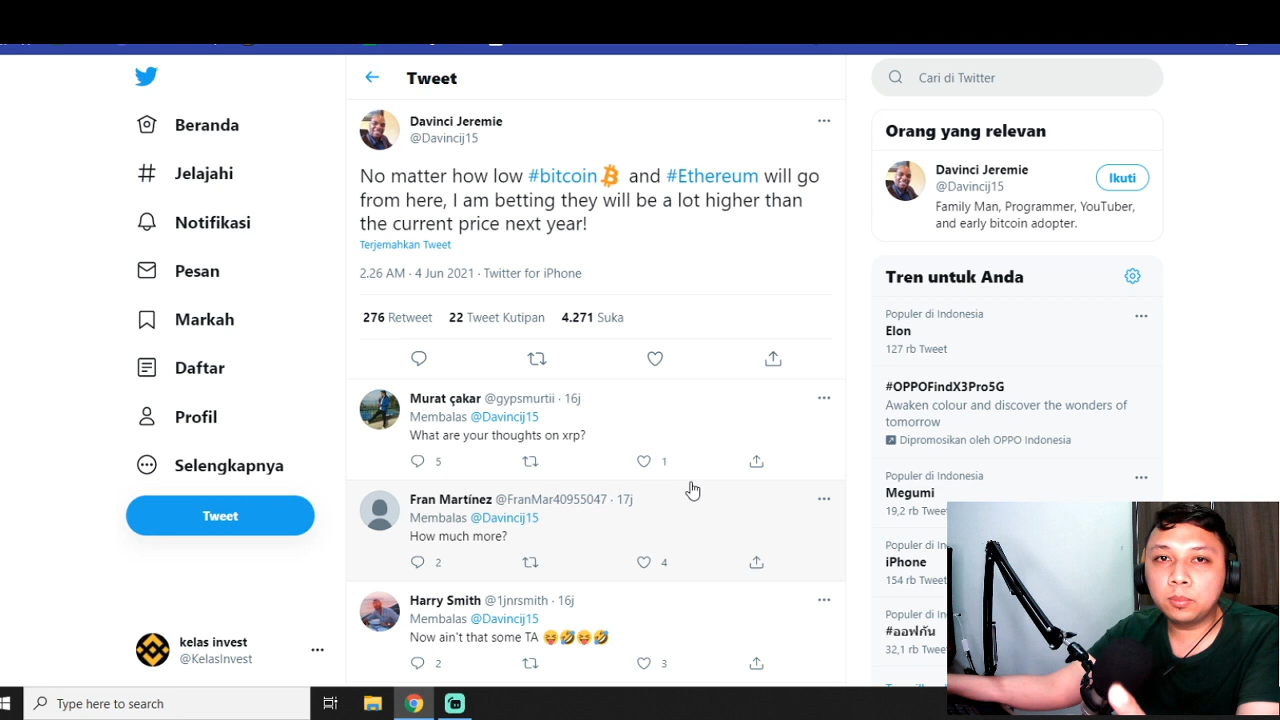 Tweet
Cari di Twitter
Beranda
Jelajahi
Notifikasi
Pesan
Markah
Daftar
Profil
Selengkapnya
Tweet
kelas invest
@KelasInvest
Davinci Jeremie
@Davincij15
No matter how low #bitcoin and #Ethereum will go
from here, I am betting they will be a lot higher than
the current price next year!
Terjemahkan Tweet
2.26 AM · 4 Jun 2021 · Twitter for iPhone
276 Retweet 22 Tweet Kutipan 4.271 Suka
Murat çakar @gypsmurtii · 16j
Membalas @Davincij15
What are your thoughts on xrp?
5 1
Fran Martínez @FranMar40955047 · 17j
Membalas @Davincij15
How much more?
2 4
Harry Smith @1jnrsmith · 16j
Membalas @Davincij15
Now ain't that some TA 😝🤣😝🤣
2 3
Orang yang relevan
Davinci Jeremie
@Davincij15
Ikuti
Family Man, Programmer, YouTuber,
and early bitcoin adopter.
Tren untuk Anda
Populer di Indonesia
Elon
127 rb Tweet
#OPPOFindX3Pro5G
Awaken colour and discover the wonders of
tomorrow
Dipromosikan oleh OPPO Indonesia
Populer di Indonesia
Megumi
19,2 rb Tweet
Populer di
iPhone
154 rb Tweet
Populer di
#ออฟกัน
32,1 rb Tweet
Type here to search